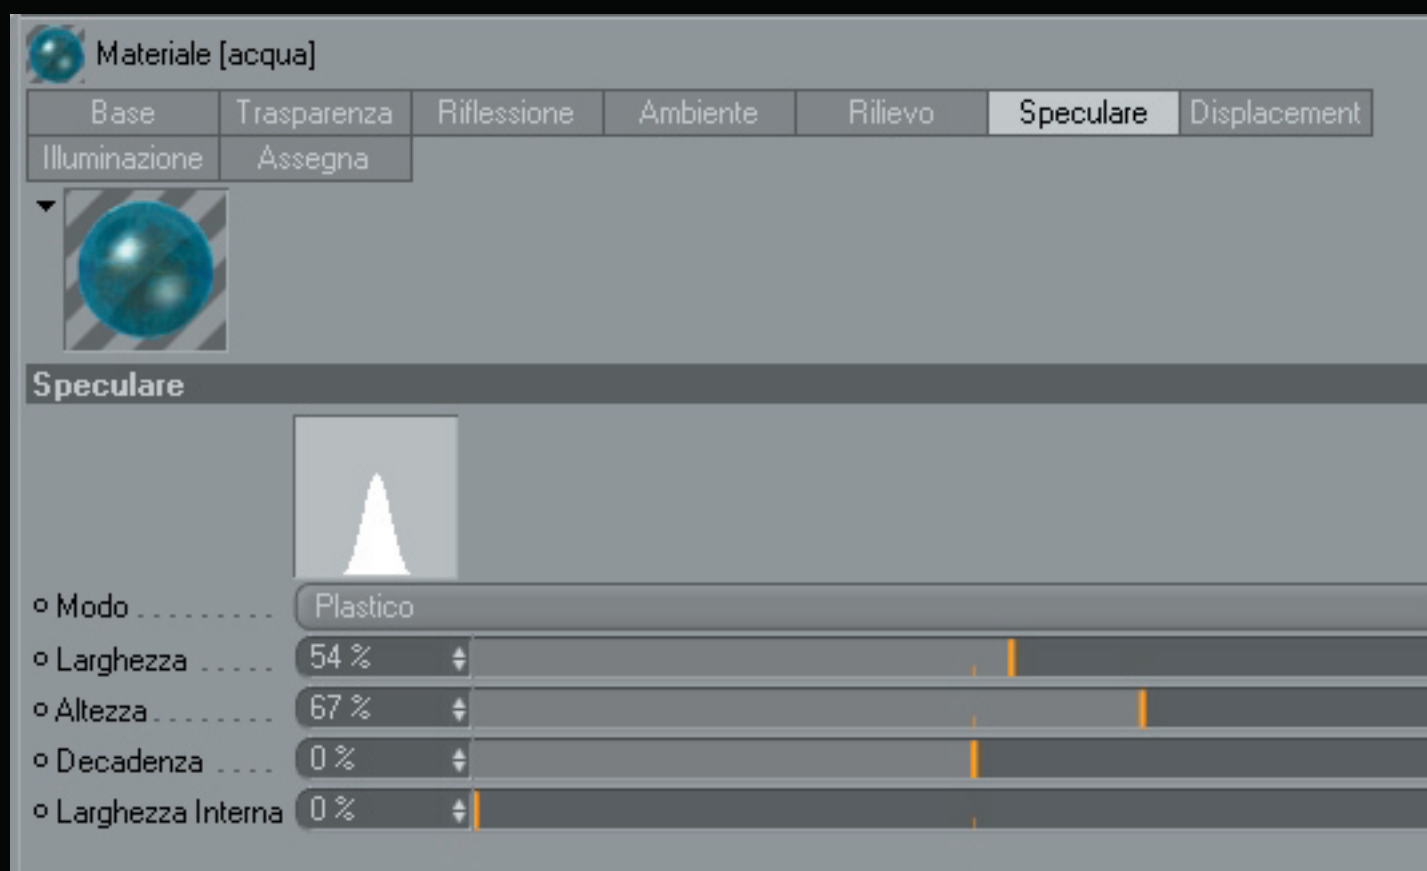 Materiale [acqua]
Base Trasparenza Riflessione Ambiente Rilievo Speculare Displacement
Illuminazione Assegna
Speculare
Modo Plastico
Larghezza 54 %
Altezza 67 %
Decadenza 0 %
Larghezza Interna 0 %